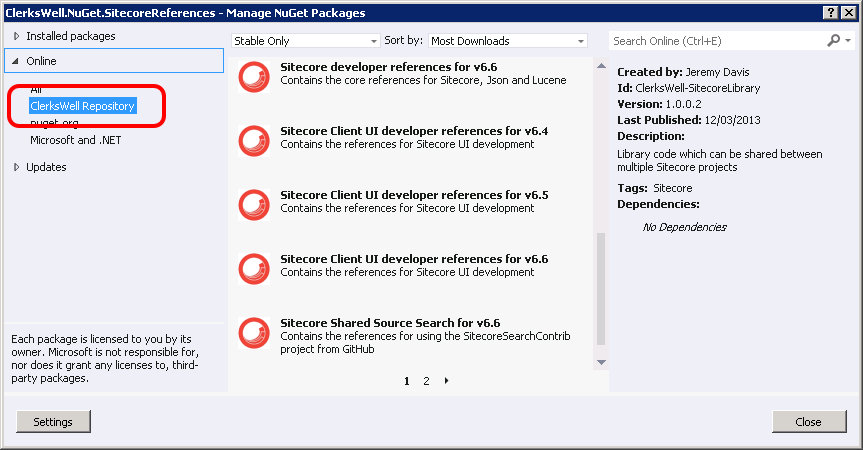 ClerksWell.NuGet.SitecoreReferences - Manage NuGet Packages
Installed packages
Online
All
ClerksWell Repository
nuget.org
Microsoft and .NET
Updates
Each package is licensed to you by its
owner. Microsoft is not responsible for,
nor does it grant any licenses to, third-
party packages.
Settings
Stable Only
Sort by:
Most Downloads
Sitecore developer references for v6.6
Contains the core references for Sitecore, Json and Lucene
Sitecore Client UI developer references for v6.4
Contains the references for Sitecore UI development
Sitecore Client UI developer references for v6.5
Contains the references for Sitecore UI development
Sitecore Client UI developer references for v6.6
Contains the references for Sitecore UI development
Sitecore Shared Source Search for v6.6
Contains the references for using the SitecoreSearchContrib
project from GitHub
1 2
Search Online (Ctrl+E)
Created by: Jeremy Davis
Id: ClerksWell-SitecoreLibrary
Version: 1.0.0.2
Last Published: 12/03/2013
Description:
Library code which can be shared between
multiple Sitecore projects
Tags: Sitecore
Dependencies:
No Dependencies
Close